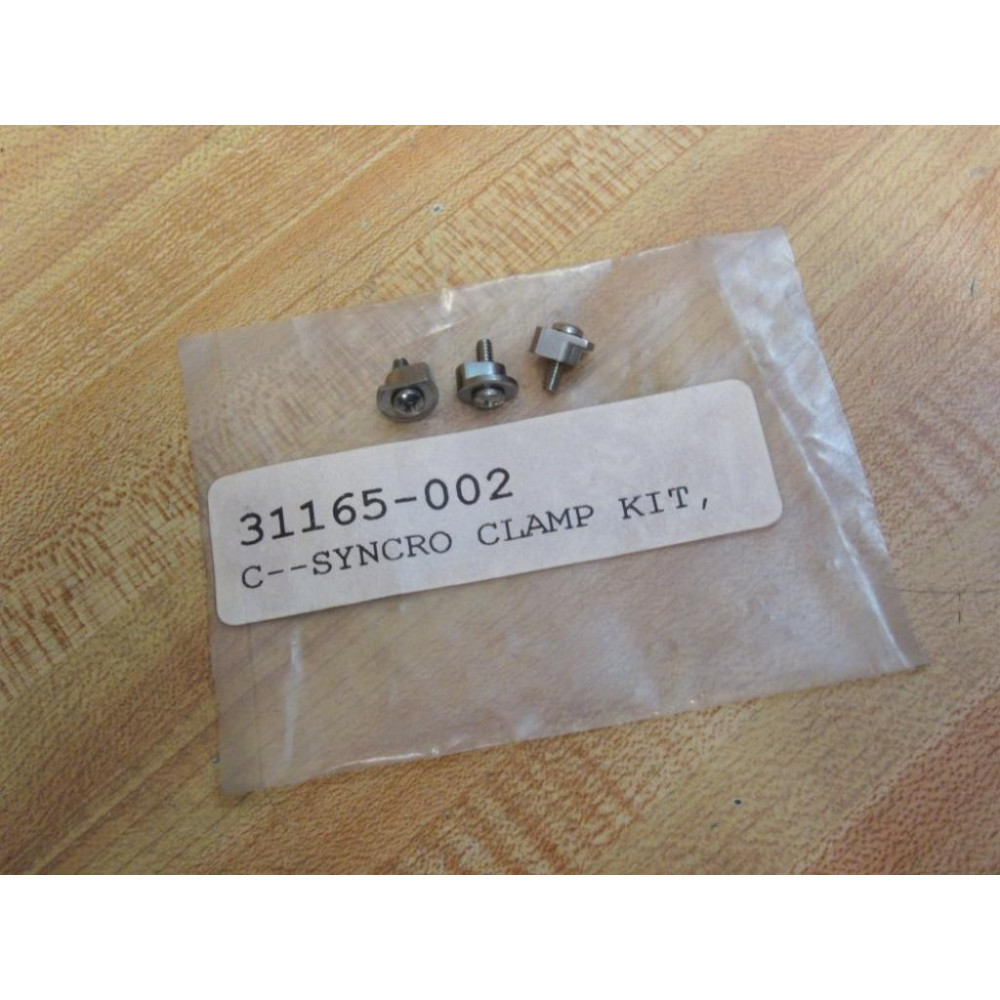 31165-002
C--SYNCRO CLAMP KIT,